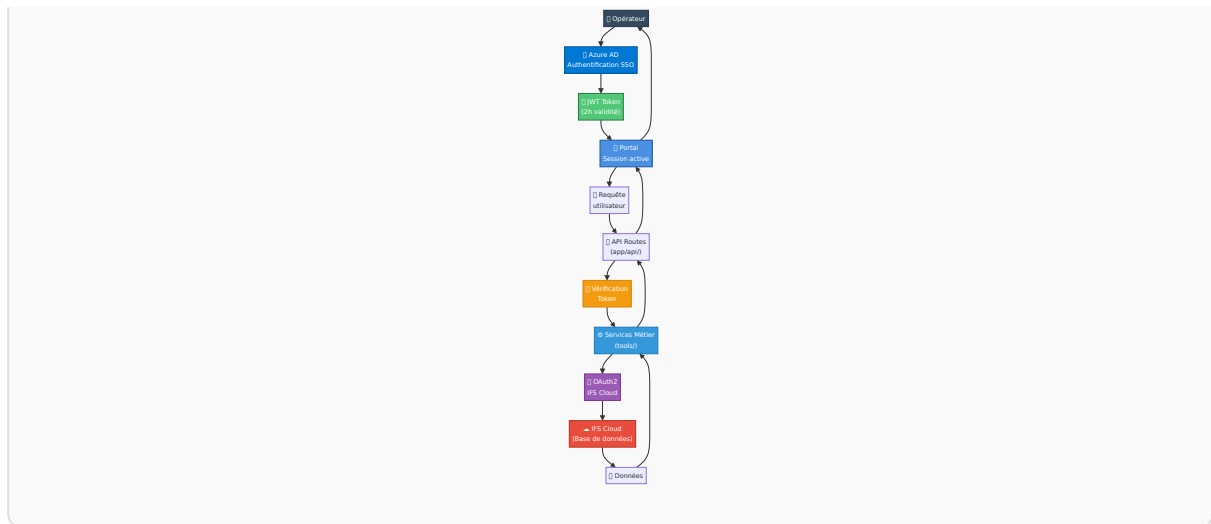 Opérateur
Azure AD
Authentification SSO
JWT Token
(2h validité)
Portal
Session active
Requête
utilisateur
API Routes
(app/api/)
Vérification
Token
⚙ Services Métier
(tools/)
OAuth2
IFS Cloud
☁ IFS Cloud
(Base de données)
Données